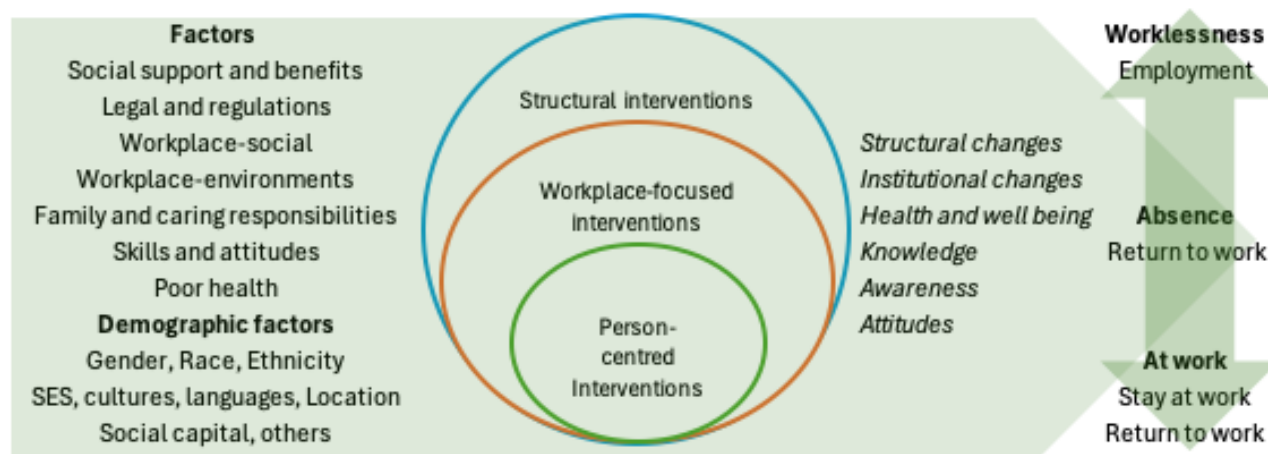 Factors
Social support and benefits
Legal and regulations
Workplace-social
Workplace-environments
Family and caring responsibilities
Skills and attitudes
Poor health
Demographic factors
Gender, Race, Ethnicity
SES, cultures, languages, Location
Social capital, others
Structural interventions
Workplace-focused
interventions
Person-
centred
Interventions
Structural changes
Institutional changes
Health and well being
Knowledge
Awareness
Attitudes
Worklessness
Employment
Absence
Return to work
At work
Stay at work
Return to work